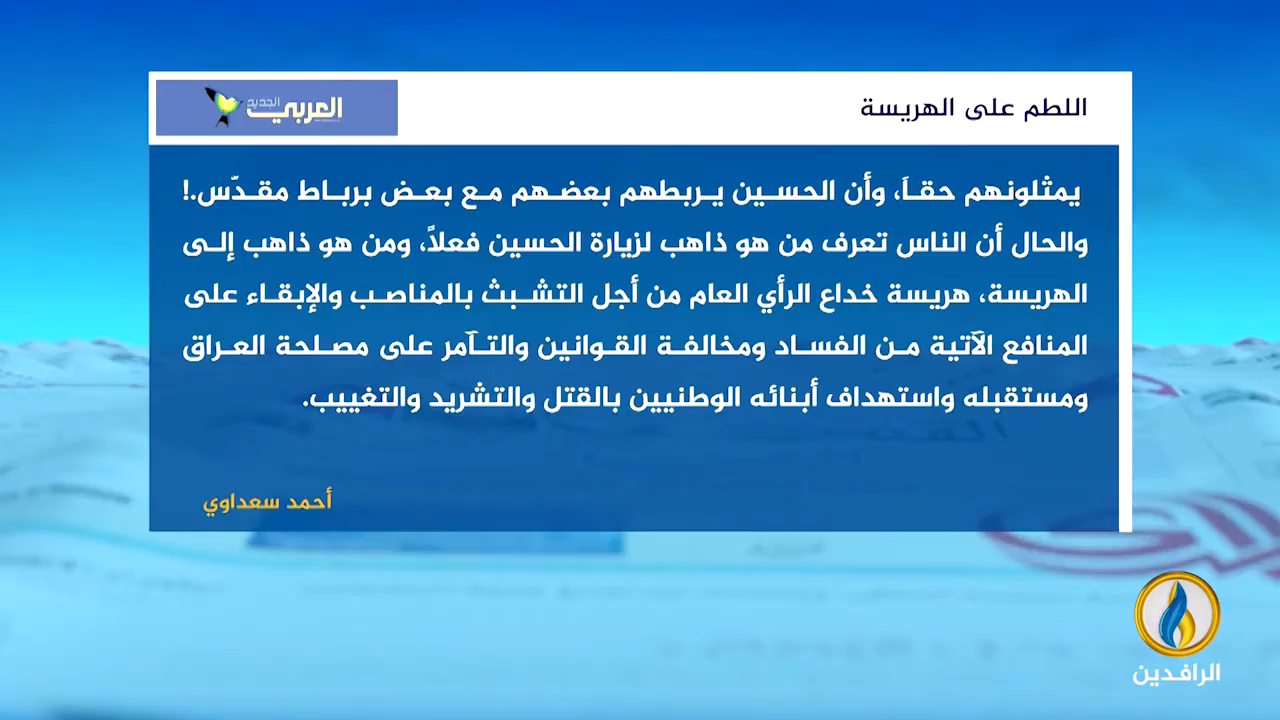 اللطم على الهريسة
العربي الجديد
يمثلونهم حقاً، وأن الحسين يربطهم بعضهم مع بعض برباط مقدّس.!
والحال أن الناس تعرف من هو ذاهب لزيارة الحسين فعلاً، ومن هو ذاهب إلى
الهريسة، هريسة خداع الرأي العام من أجل التشبث بالمناصب والإبقاء على
المنافع الآتية من الفساد ومخالفة القوانين والتآمر على مصلحة العراق
ومستقبله واستهداف أبنائه الوطنيين بالقتل والتشريد والتغييب.
أحمد سعداوي
الرافدين